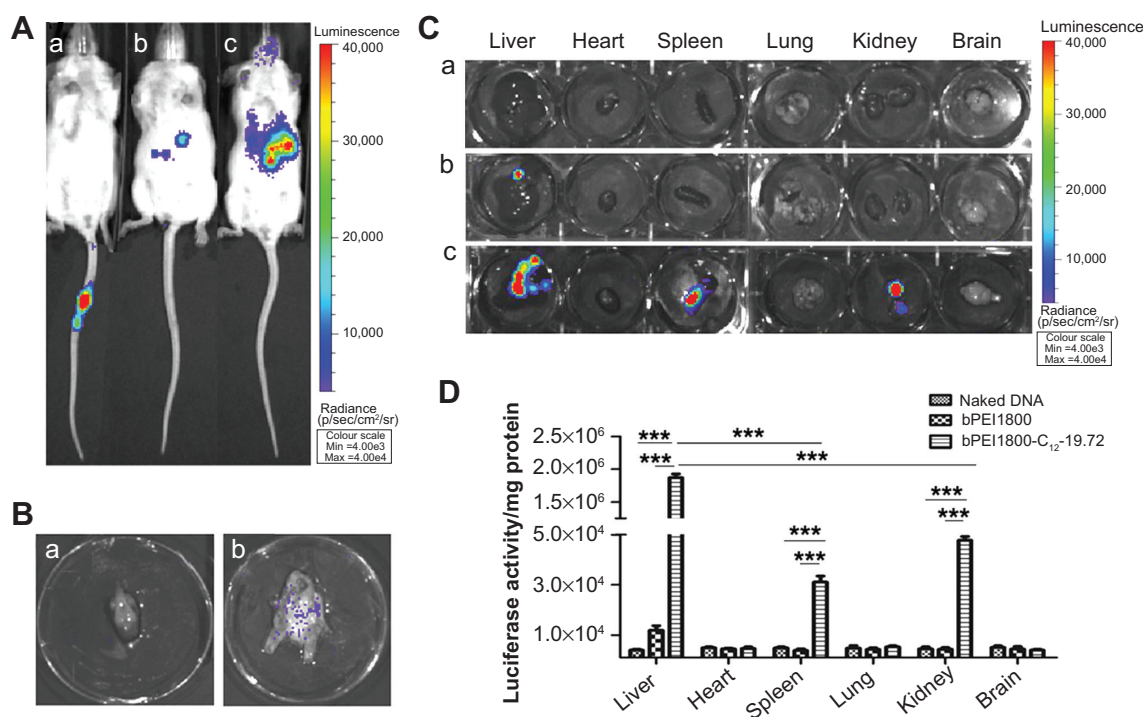 A
a
b
c
Luminescence
40,000
30,000
20,000
10,000
Radiance
(p/sec/cm²/sr)
Colour scale
Min =4.00e3
Max =4.00e4
B
a
b
C
Liver Heart Spleen Lung Kidney Brain
a
b
c
Luminescence
40,000
30,000
20,000
10,000
Radiance
(p/sec/cm²/sr)
Colour scale
Min =4.00e3
Max =4.00e4
D
Naked DNA
bPEI1800
bPEI1800-C₁₂-19.72
Luciferase activity/mg protein
2.5×10⁶
2.0×10⁶
1.5×10⁶
5.0×10⁴
3.0×10⁴
1.0×10⁴
*** ***
*** ***
*** ***
*** ***
Liver Heart Spleen Lung Kidney Brain